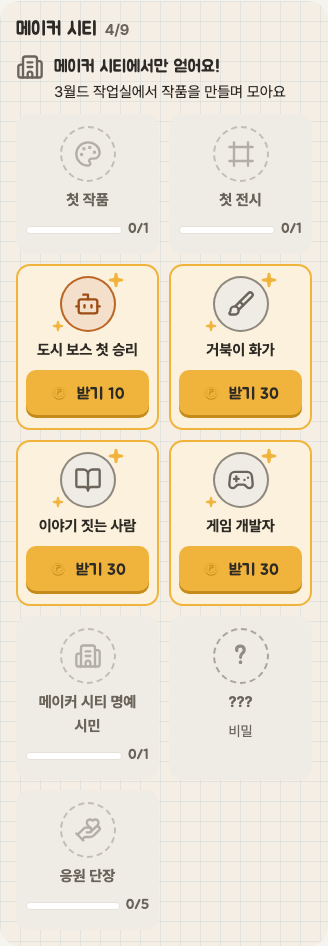 메이커 시티 4/9
메이커 시티에서만 얻어요!
3월드 작업실에서 작품을 만들며 모아요
첫 작품
0/1
첫 전시
0/1
도시 보스 첫 승리
받기 10
거북이 화가
받기 30
이야기 짓는 사람
받기 30
게임 개발자
받기 30
메이커 시티 명예
시민
0/1
?
???
비밀
응원 단장
0/5